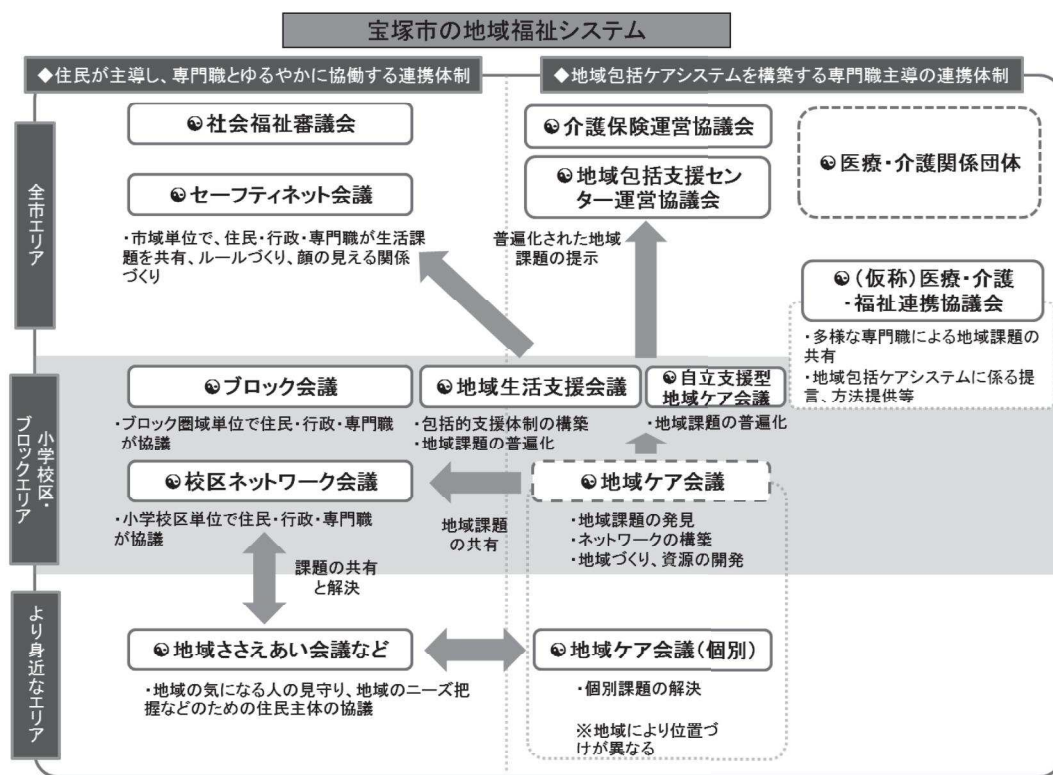 宝塚市の地域福祉システム
◆住民が主導し、専門職とゆるやかに協働する連携体制
◆地域包括ケアシステムを構築する専門職主導の連携体制
全市エリア
☯社会福祉審議会
☯セーフティネット会議
・市域単位で、住民・行政・専門職が生活課
題を共有、ルールづくり、顔の見える関係
づくり
☯介護保険運営協議会
☯地域包括支援セン
ター運営協議会
普遍化された地域
課題の提示
☯医療・介護関係団体
☯(仮称)医療・介護
・福祉連携協議会
・多様な専門職による地域課題の
共有
・地域包括ケアシステムに係る提
言、方法提供等
小学校区・
ブロックエリア
☯ブロック会議
・ブロック圏域単位で住民・行政・専門職
が協議
☯地域生活支援会議
・包括的支援体制の構築
・地域課題の普遍化
☯自立支援型
地域ケア会議
・地域課題の普遍化
☯校区ネットワーク会議
・小学校区単位で住民・行政・専門職
が協議
地域課題
の共有
☯地域ケア会議
・地域課題の発見
・ネットワークの構築
・地域づくり、資源の開発
課題の共有
と解決
より身近なエリア
☯地域ささえあい会議など
・地域の気になる人の見守り、地域のニーズ把
握などのための住民主体の協議
☯地域ケア会議(個別)
・個別課題の解決
※地域により位置づ
けが異なる